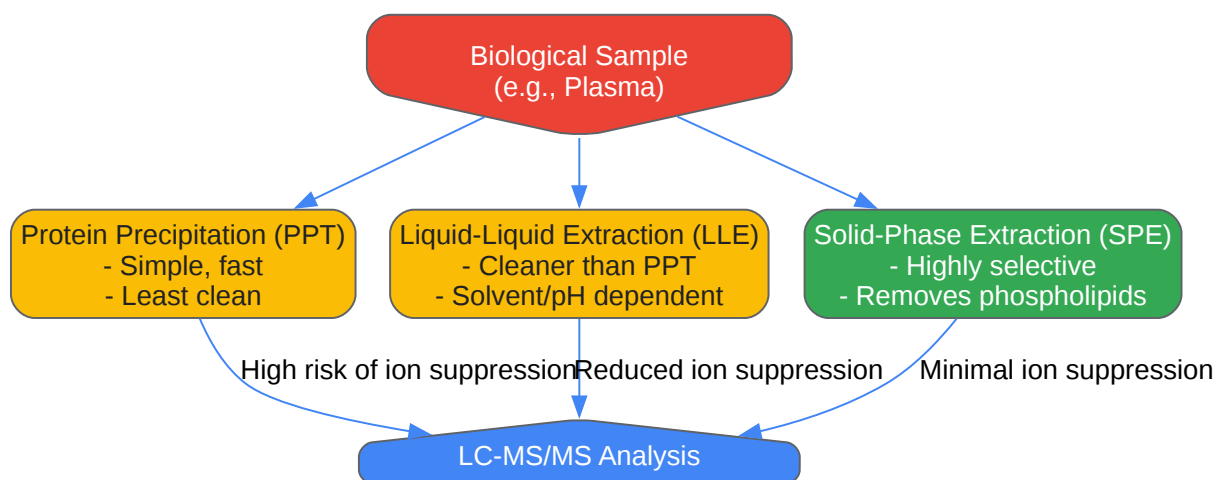 Biological Sample
(e.g., Plasma)
Protein Precipitation (PPT)
- Simple, fast
- Least clean
Liquid-Liquid Extraction (LLE)
- Cleaner than PPT
- Solvent/pH dependent
Solid-Phase Extraction (SPE)
- Highly selective
- Removes phospholipids
High risk of ion suppression
Reduced ion suppression
Minimal ion suppression
LC-MS/MS Analysis